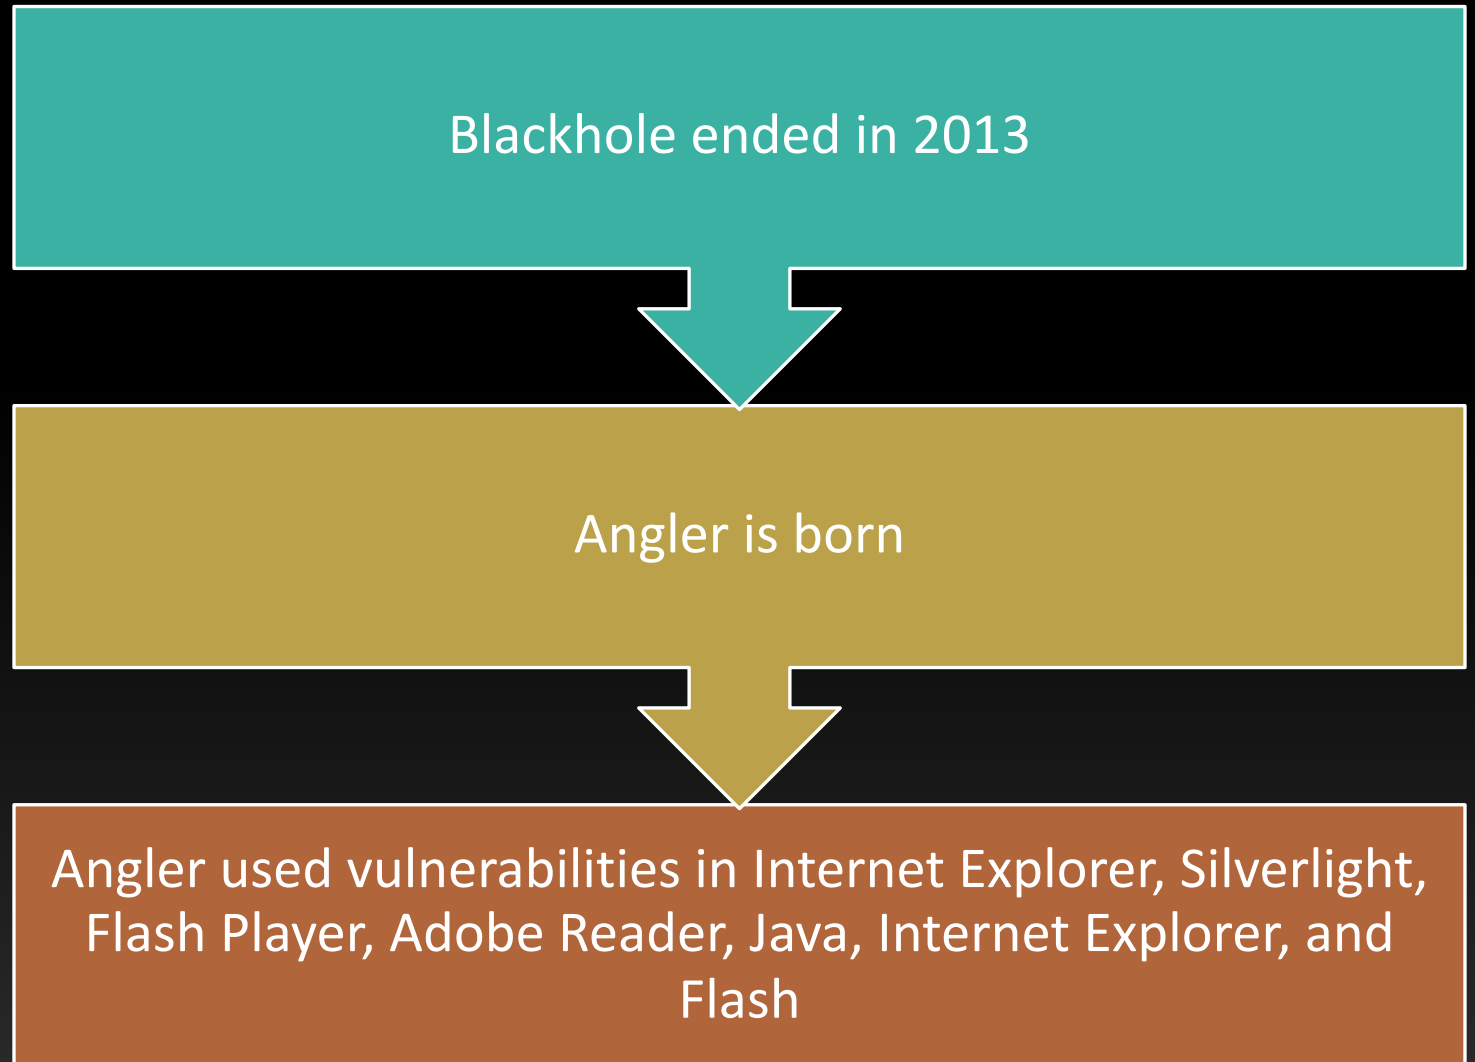 Blackhole ended in 2013
Angler is born
Angler used vulnerabilities in Internet Explorer, Silverlight,
Flash Player, Adobe Reader, Java, Internet Explorer, and
Flash